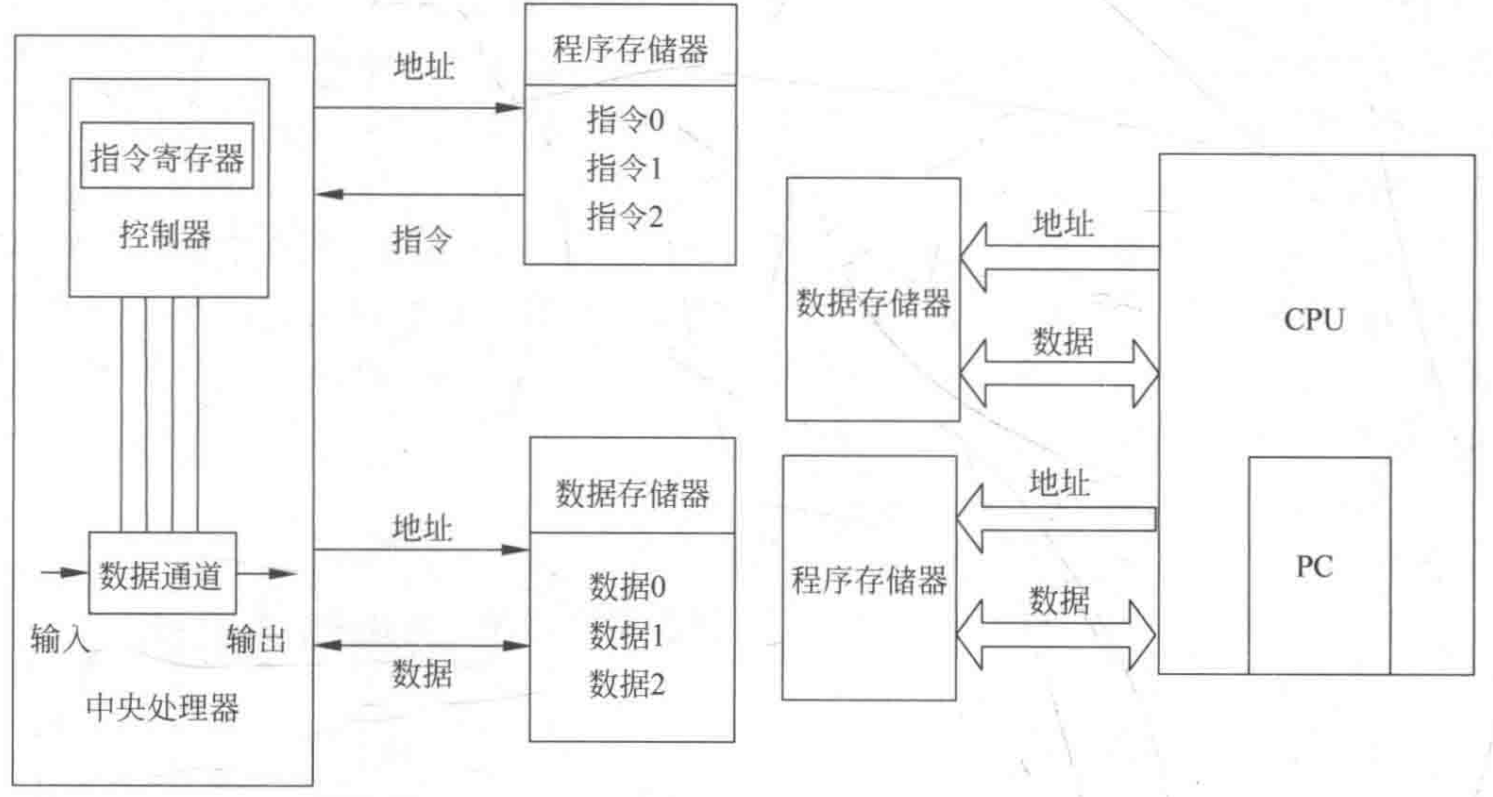 程序存储器
地址
指令0
指令寄存器
指令1
指令2
控制器
指令
数据存储器
地址
数据通道
数据0
输入
输出
数据1
数据
数据2
中央处理器
地址
数据存储器
CPU
数据
地址
程序存储器
PC
数据